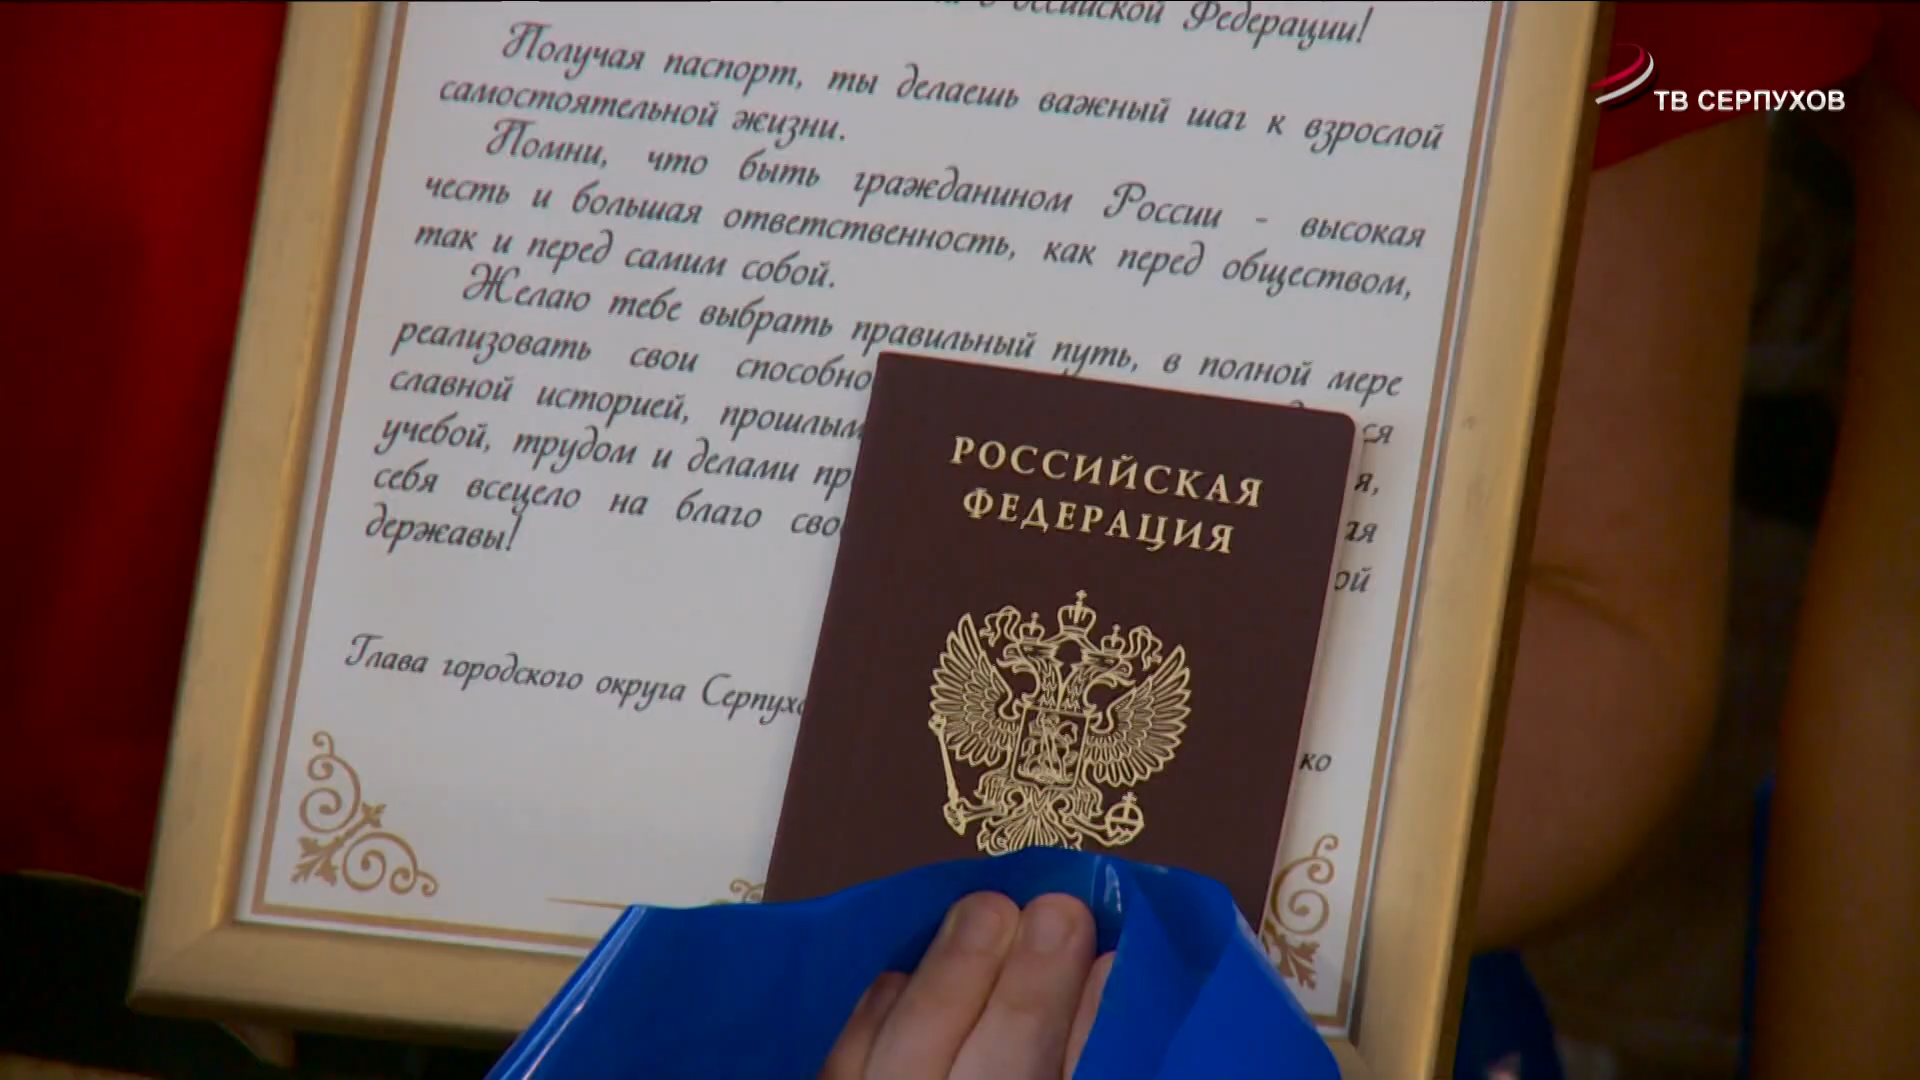 Российской Федерации!
Получая паспорт, ты делаешь важный шаг к взрослой
самостоятельной жизни.
Помни, что быть гражданином России - высокая
честь и большая ответственность, как перед обществом,
так и перед самим собой.
Желаю тебе выбрать правильный путь, в полной мере
реализовать свои
славной историей,
учебой, трудом и делами
себя всецело на благо
державы!
Глава городского округа
РОССИЙСКАЯ
ФЕДЕРАЦИЯ
ТВ СЕРПУХОВ